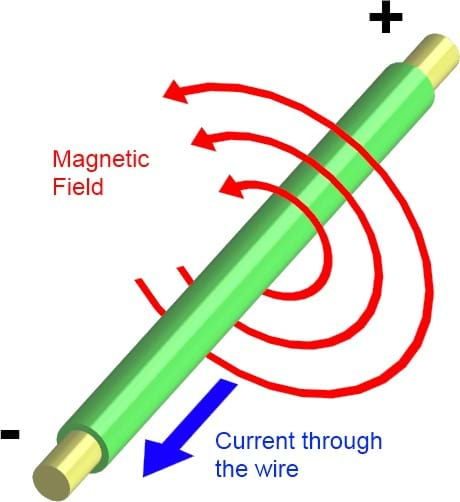 +
Magnetic
Field
-
Current through
the wire